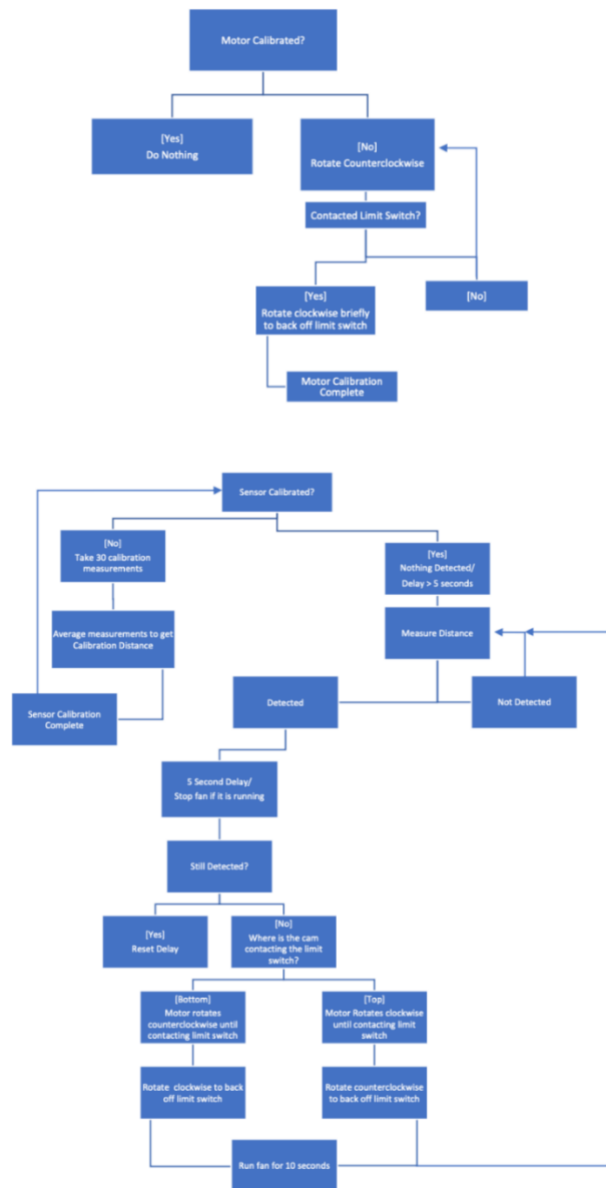 Motor Calibrated?
[Yes]
Do Nothing
[No]
Rotate Counterclockwise
Contacted Limit Switch?
[Yes]
Rotate clockwise briefly
to back off limit switch
[No]
Motor Calibration
Complete
Sensor Calibrated?
[No]
Take 30 calibration
measurements
[Yes]
Nothing Detected/
Delay > 5 seconds
Average measurements to get
Calibration Distance
Measure Distance
Sensor Calibration
Complete
Detected
Not Detected
5 Second Delay/
Stop fan if it is running
Still Detected?
[Yes]
Reset Delay
[No]
Where is the cam
contacting the limit
switch?
[Bottom]
Motor rotates
counterclockwise until
contacting limit switch
[Top]
Motor Rotates clockwise
until contacting limit
switch
Rotate clockwise to back
off limit switch
Rotate counterclockwise
to back off limit switch
Run fan for 10 seconds